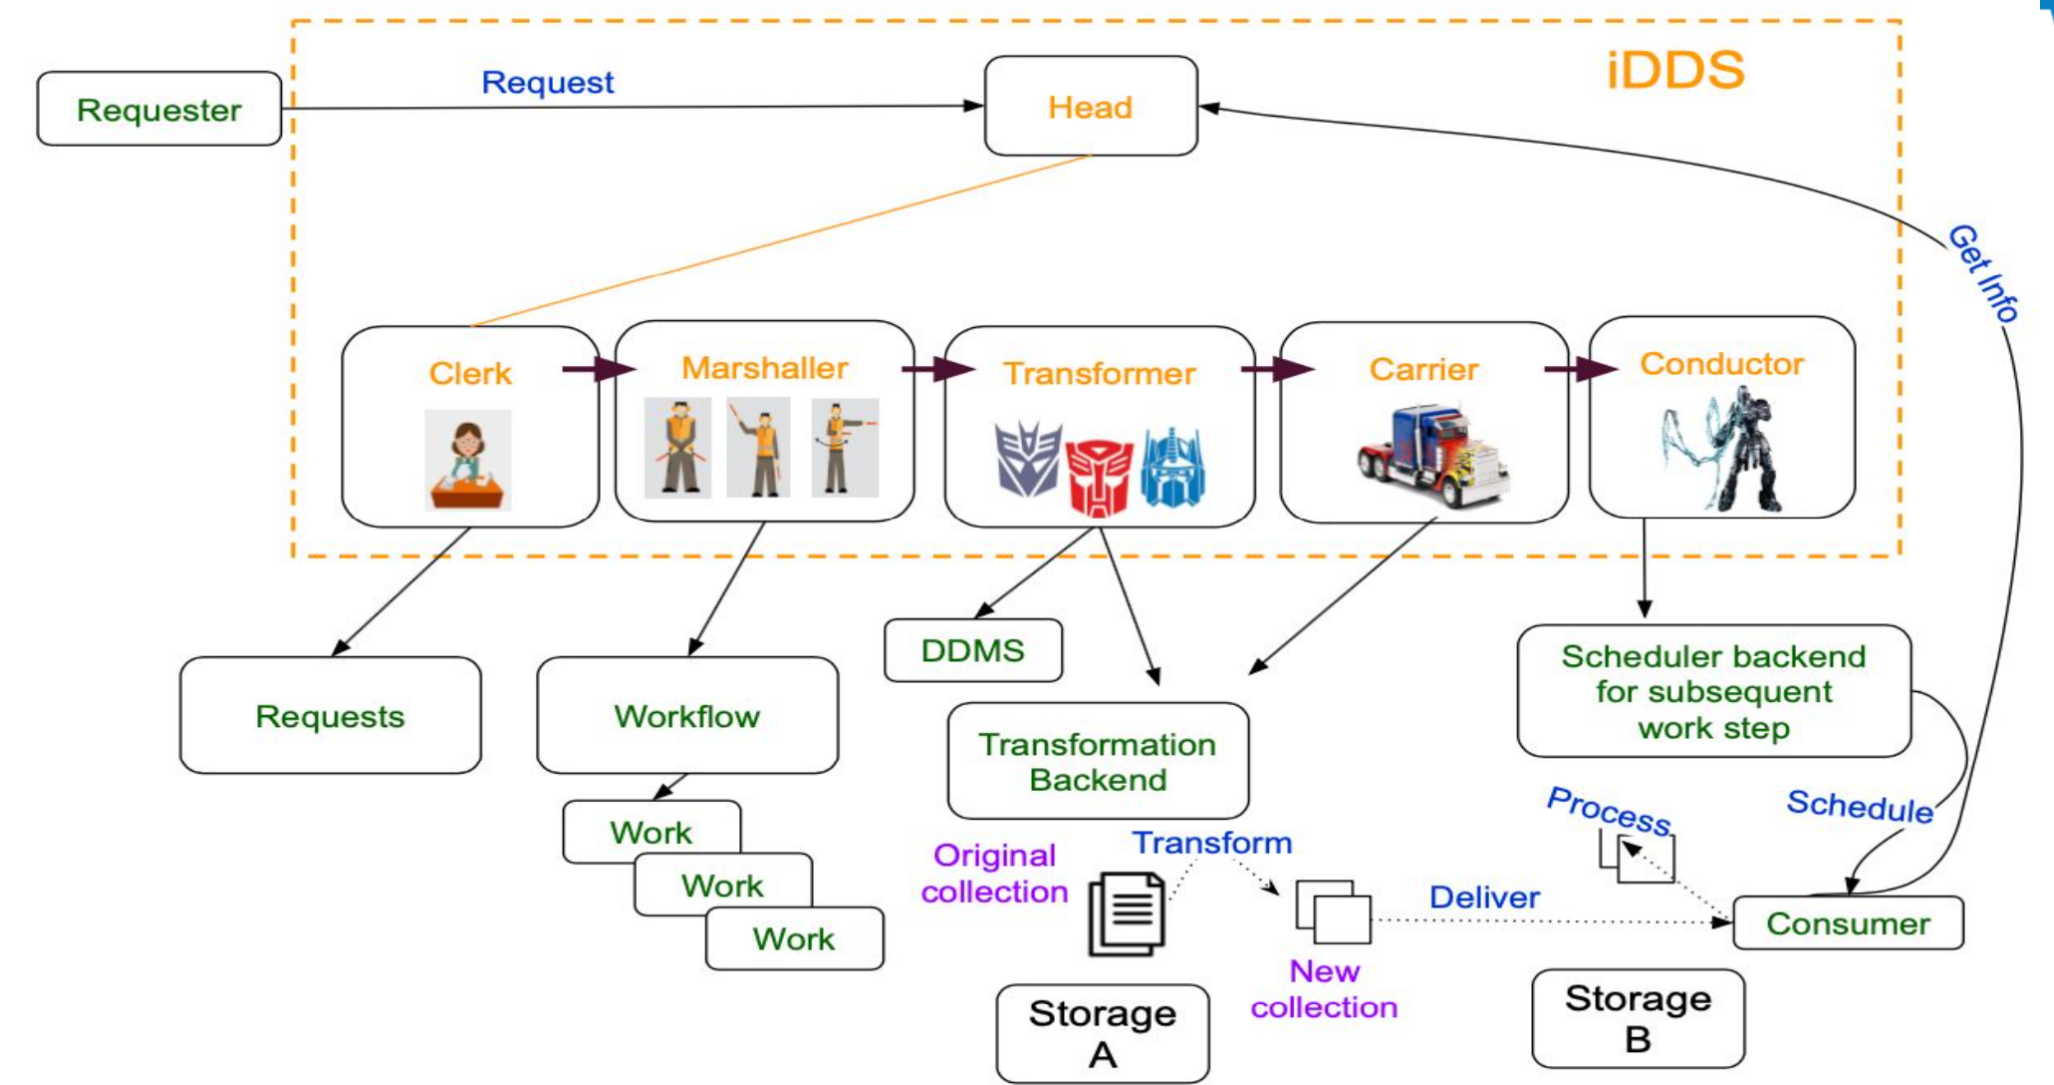 iDDS
Requester
Request
Head
Get Info
Clerk
Marshaller
Transformer
Carrier
Conductor
Requests
Workflow
DDMS
Transformation
Backend
Scheduler backend
for subsequent
work step
Work
Work
Work
Original
collection
Transform
New
collection
Deliver
Process
Schedule
Consumer
Storage
A
Storage
B